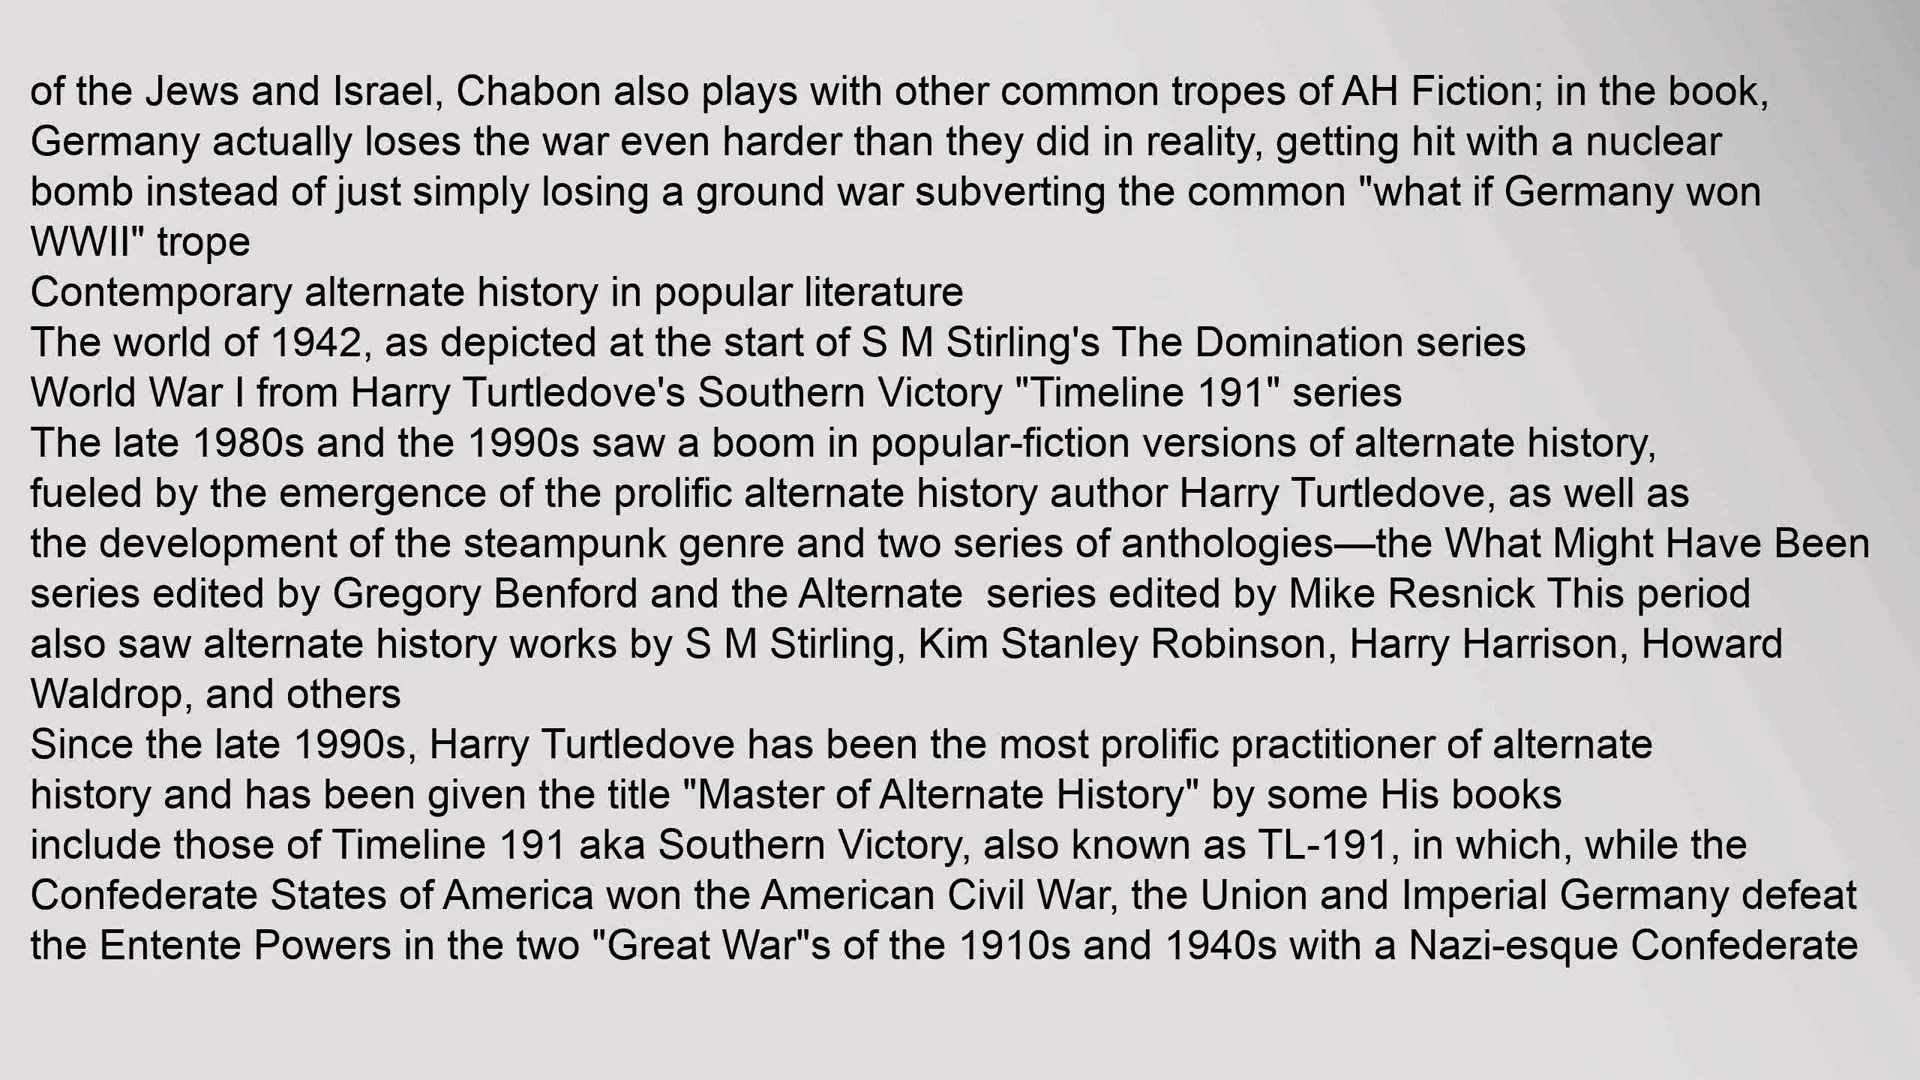 of the Jews and Israel, Chabon also plays with other common tropes of AH Fiction; in the book,
Germany actually loses the war even harder than they did in reality, getting hit with a nuclear
bomb instead of just simply losing a ground war subverting the common "what if Germany won
WWII" trope
Contemporary alternate history in popular literature
The world of 1942, as depicted at the start of S M Stirling's The Domination series
World War I from Harry Turtledove's Southern Victory "Timeline 191" series
The late 1980s and the 1990s saw a boom in popular-fiction versions of alternate history,
fueled by the emergence of the prolific alternate history author Harry Turtledove, as well as
the development of the steampunk genre and two series of anthologies—the What Might Have Been
series edited by Gregory Benford and the Alternate  series edited by Mike Resnick This period
also saw alternate history works by S M Stirling, Kim Stanley Robinson, Harry Harrison, Howard
Waldrop, and others
Since the late 1990s, Harry Turtledove has been the most prolific practitioner of alternate
history and has been given the title "Master of Alternate History" by some His books
include those of Timeline 191 aka Southern Victory, also known as TL-191, in which, while the
Confederate States of America won the American Civil War, the Union and Imperial Germany defeat
the Entente Powers in the two "Great War"s of the 1910s and 1940s with a Nazi-esque Confederate